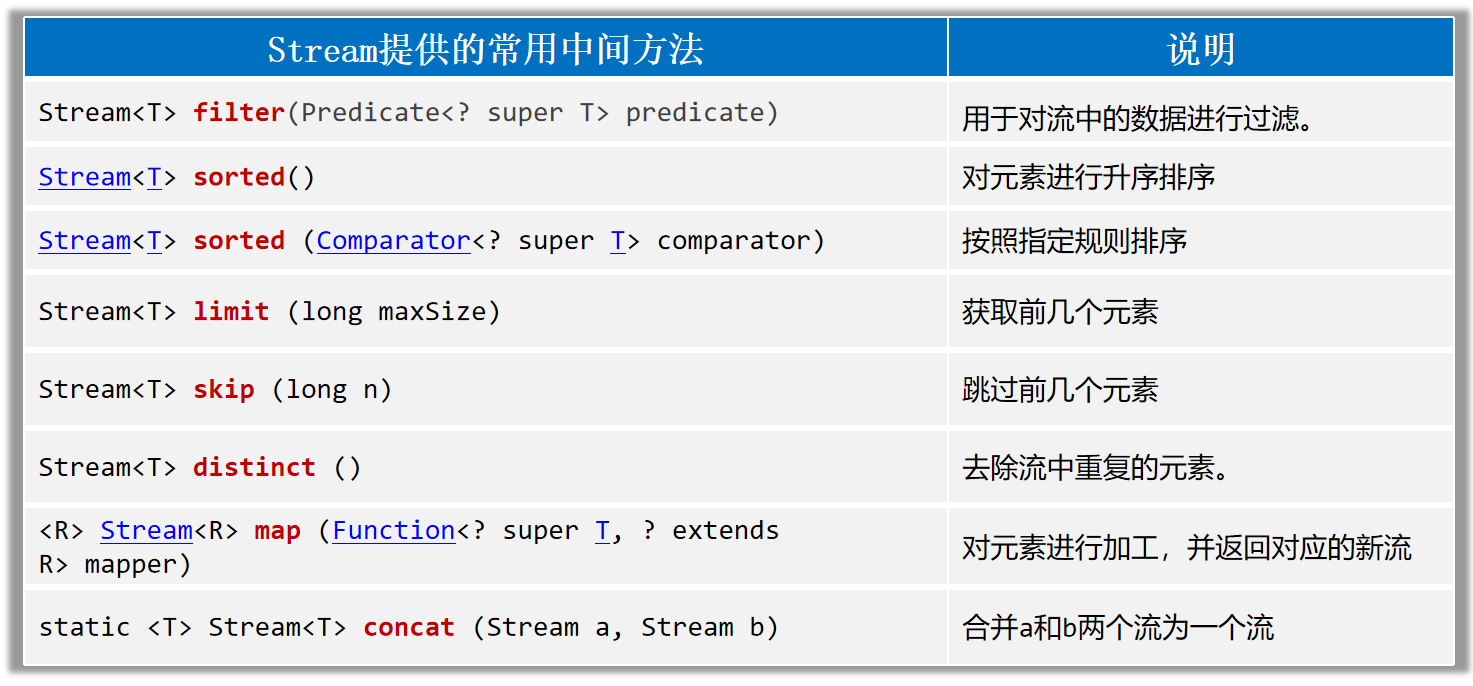 Stream提供的常用中间方法
说明
Stream<T> filter(Predicate<? super T> predicate)
用于对流中的数据进行过滤。
Stream<T> sorted()
对元素进行升序排序
Stream<T> sorted (Comparator<? super T> comparator)
按照指定规则排序
Stream<T> limit (long maxSize)
获取前几个元素
Stream<T> skip (long n)
跳过前几个元素
Stream<T> distinct ()
去除流中重复的元素。
<R> Stream<R> map (Function<? super T, ? extends
R> mapper)
对元素进行加工，并返回对应的新流
static <T> Stream<T> concat (Stream a, Stream b)
合并a和b两个流为一个流